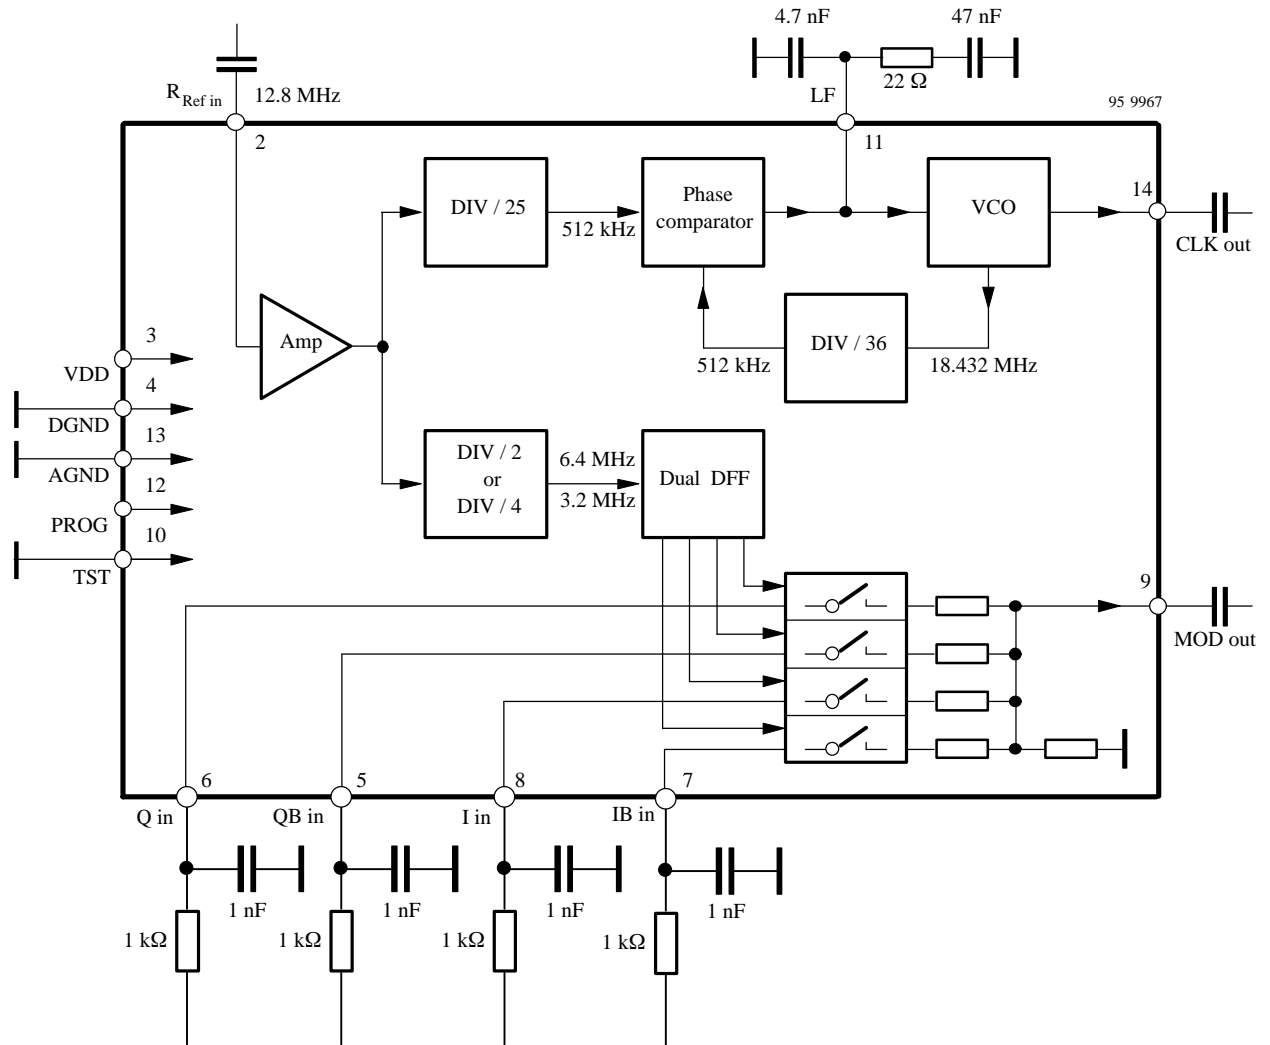 4.7 nF
47 nF
R Ref in
12.8 MHz
LF
22 Ω
95 9967
2
11
DIV / 25
512 kHz
Phase
comparator
VCO
14
CLK out
Amp
512 kHz
DIV / 36
18.432 MHz
3
VDD
4
DGND
13
AGND
12
PROG
10
TST
DIV / 2
or
DIV / 4
6.4 MHz
3.2 MHz
Dual DFF
9
MOD out
6
5
8
7
Q in
QB in
I in
IB in
1 nF
1 nF
1 nF
1 nF
1 kΩ
1 kΩ
1 kΩ
1 kΩ